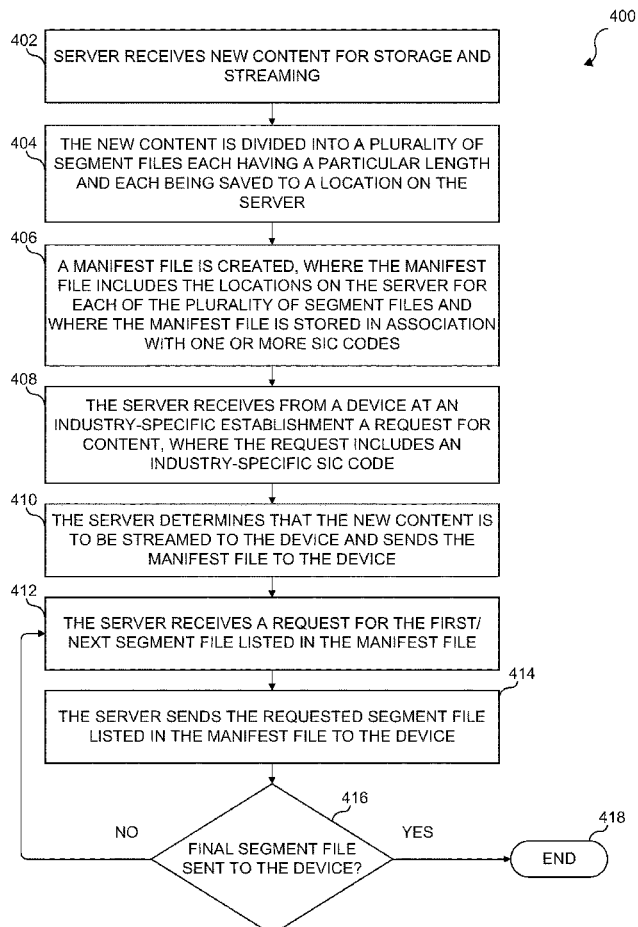 400
402
SERVER RECEIVES NEW CONTENT FOR STORAGE AND
STREAMING
404
THE NEW CONTENT IS DIVIDED INTO A PLURALITY OF
SEGMENT FILES EACH HAVING A PARTICULAR LENGTH
AND EACH BEING SAVED TO A LOCATION ON THE
SERVER
406
A MANIFEST FILE IS CREATED, WHERE THE MANIFEST
FILE INCLUDES THE LOCATIONS ON THE SERVER FOR
EACH OF THE PLURALITY OF SEGMENT FILES AND
WHERE THE MANIFEST FILE IS STORED IN ASSOCIATION
WITH ONE OR MORE SIC CODES
408
THE SERVER RECEIVES FROM A DEVICE AT AN
INDUSTRY-SPECIFIC ESTABLISHMENT A REQUEST FOR
CONTENT, WHERE THE REQUEST INCLUDES AN
INDUSTRY-SPECIFIC SIC CODE
410
THE SERVER DETERMINES THAT THE NEW CONTENT IS
TO BE STREAMED TO THE DEVICE AND SENDS THE
MANIFEST FILE TO THE DEVICE
412
THE SERVER RECEIVES A REQUEST FOR THE FIRST/
NEXT SEGMENT FILE LISTED IN THE MANIFEST FILE
414
THE SERVER SENDS THE REQUESTED SEGMENT FILE
LISTED IN THE MANIFEST FILE TO THE DEVICE
416
FINAL SEGMENT FILE
SENT TO THE DEVICE?
NO
YES
418
END